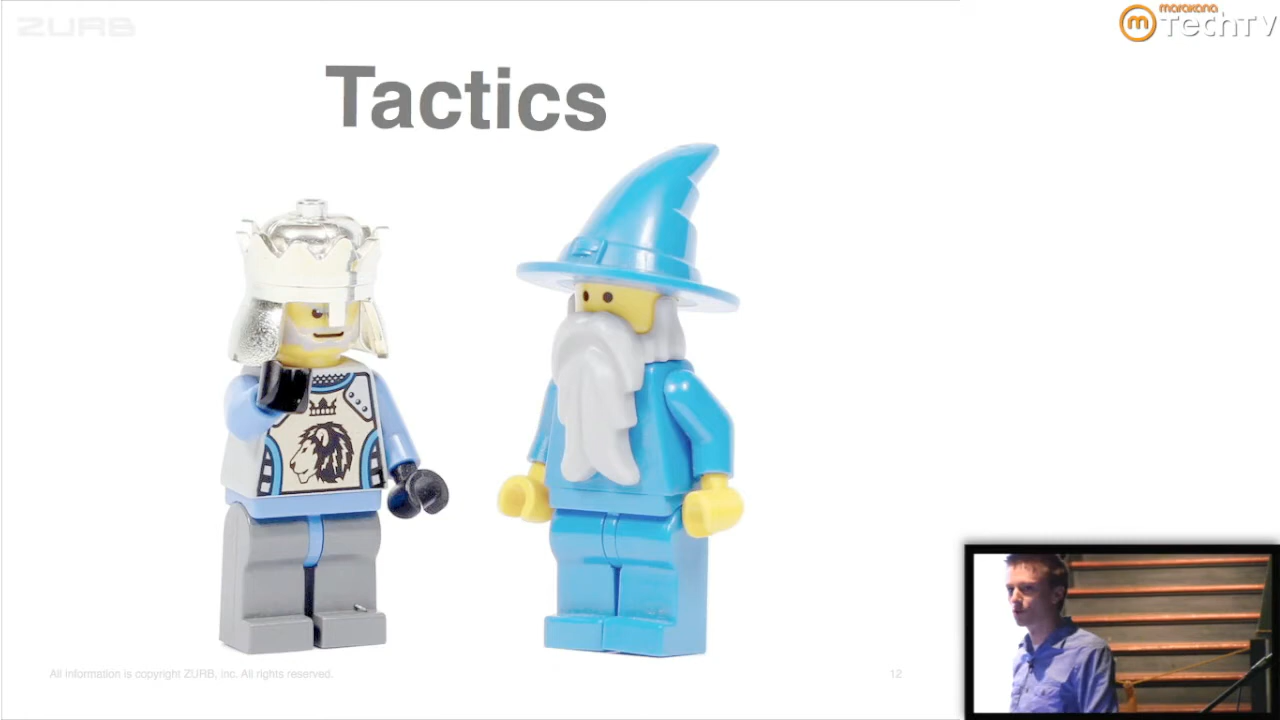 ZURB
marakana
m TechTV
Tactics
All information is copyright ZURB, inc. All rights reserved.
12